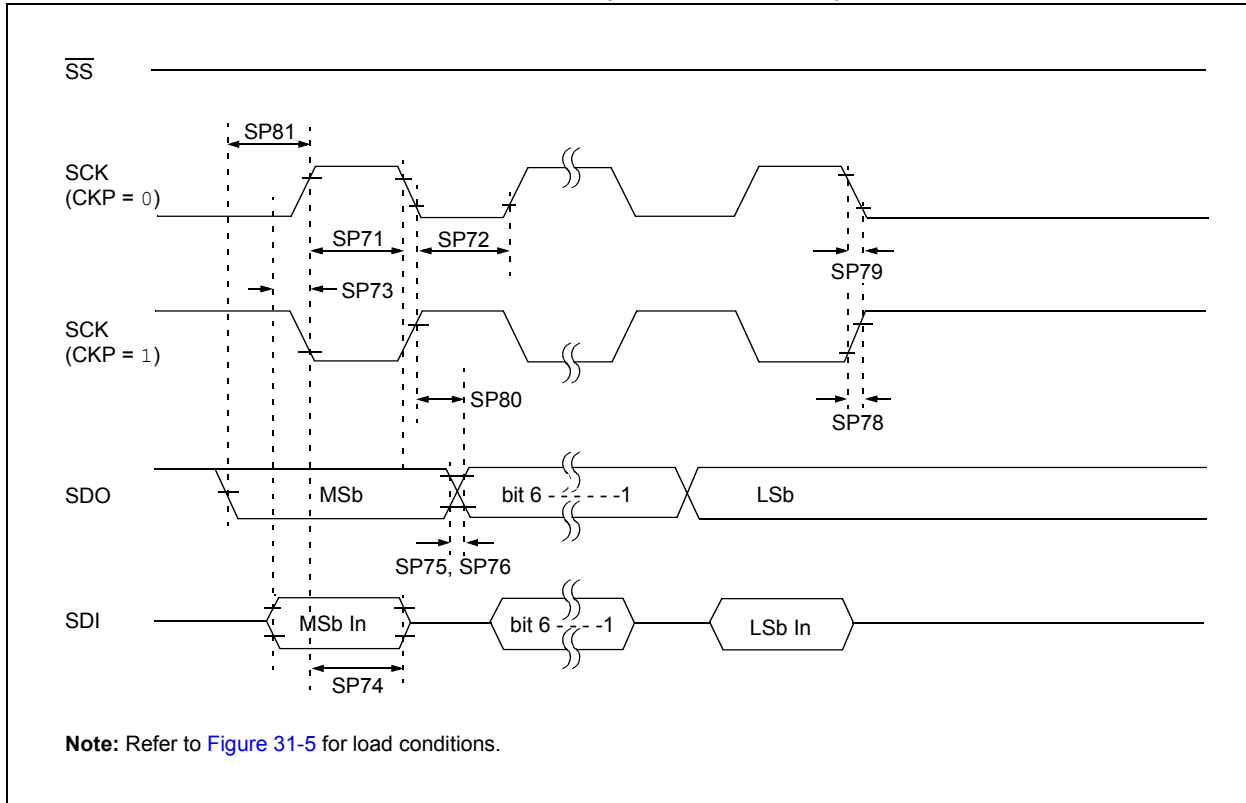 SS
SP81
SCK
(CKP = 0)
SP71
SP72
SP79
SP73
SCK
(CKP = 1)
SP80
SP78
SDO
MSb
bit 6 - - - - - -1
LSb
SP75, SP76
SDI
MSb In
bit 6 - - - -1
LSb In
SP74
Note: Refer to Figure 31-5 for load conditions.